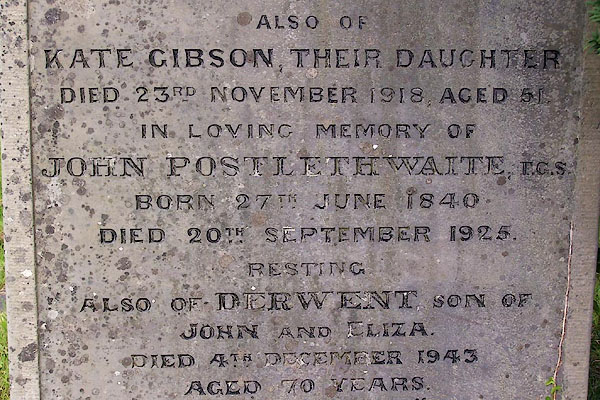 ALSO OF
KATE GIBSON, THEIR DAUGHTER
DIED 23RD NOVEMBER 1918, AGED 51.
IN LOVING MEMORY OF
JOHN POSTLETHWAITE, F.G.S.
BORN 27TH JUNE 1840
DIED 20TH SEPTEMBER 1925.
RESTING
ALSO OF DERWENT, SON OF
JOHN AND ELIZA.
DIED 4TH DECEMBER 1943
AGED 70 YEARS.